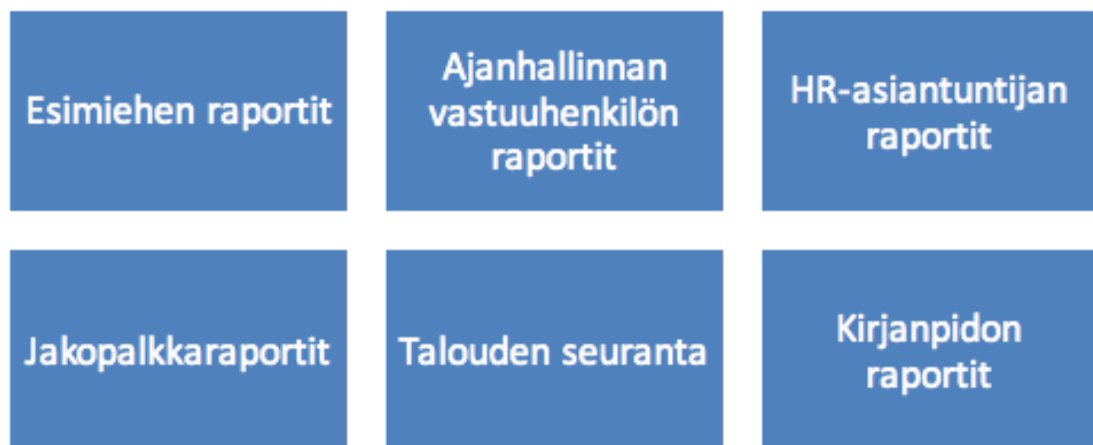 Esimiehen raportit
Ajanhallinnan
vastuuhenkilön
raportit
HR-asiantuntijan
raportit
Jakopalkkaraportit
Talouden seuranta
Kirjanpidon
raportit